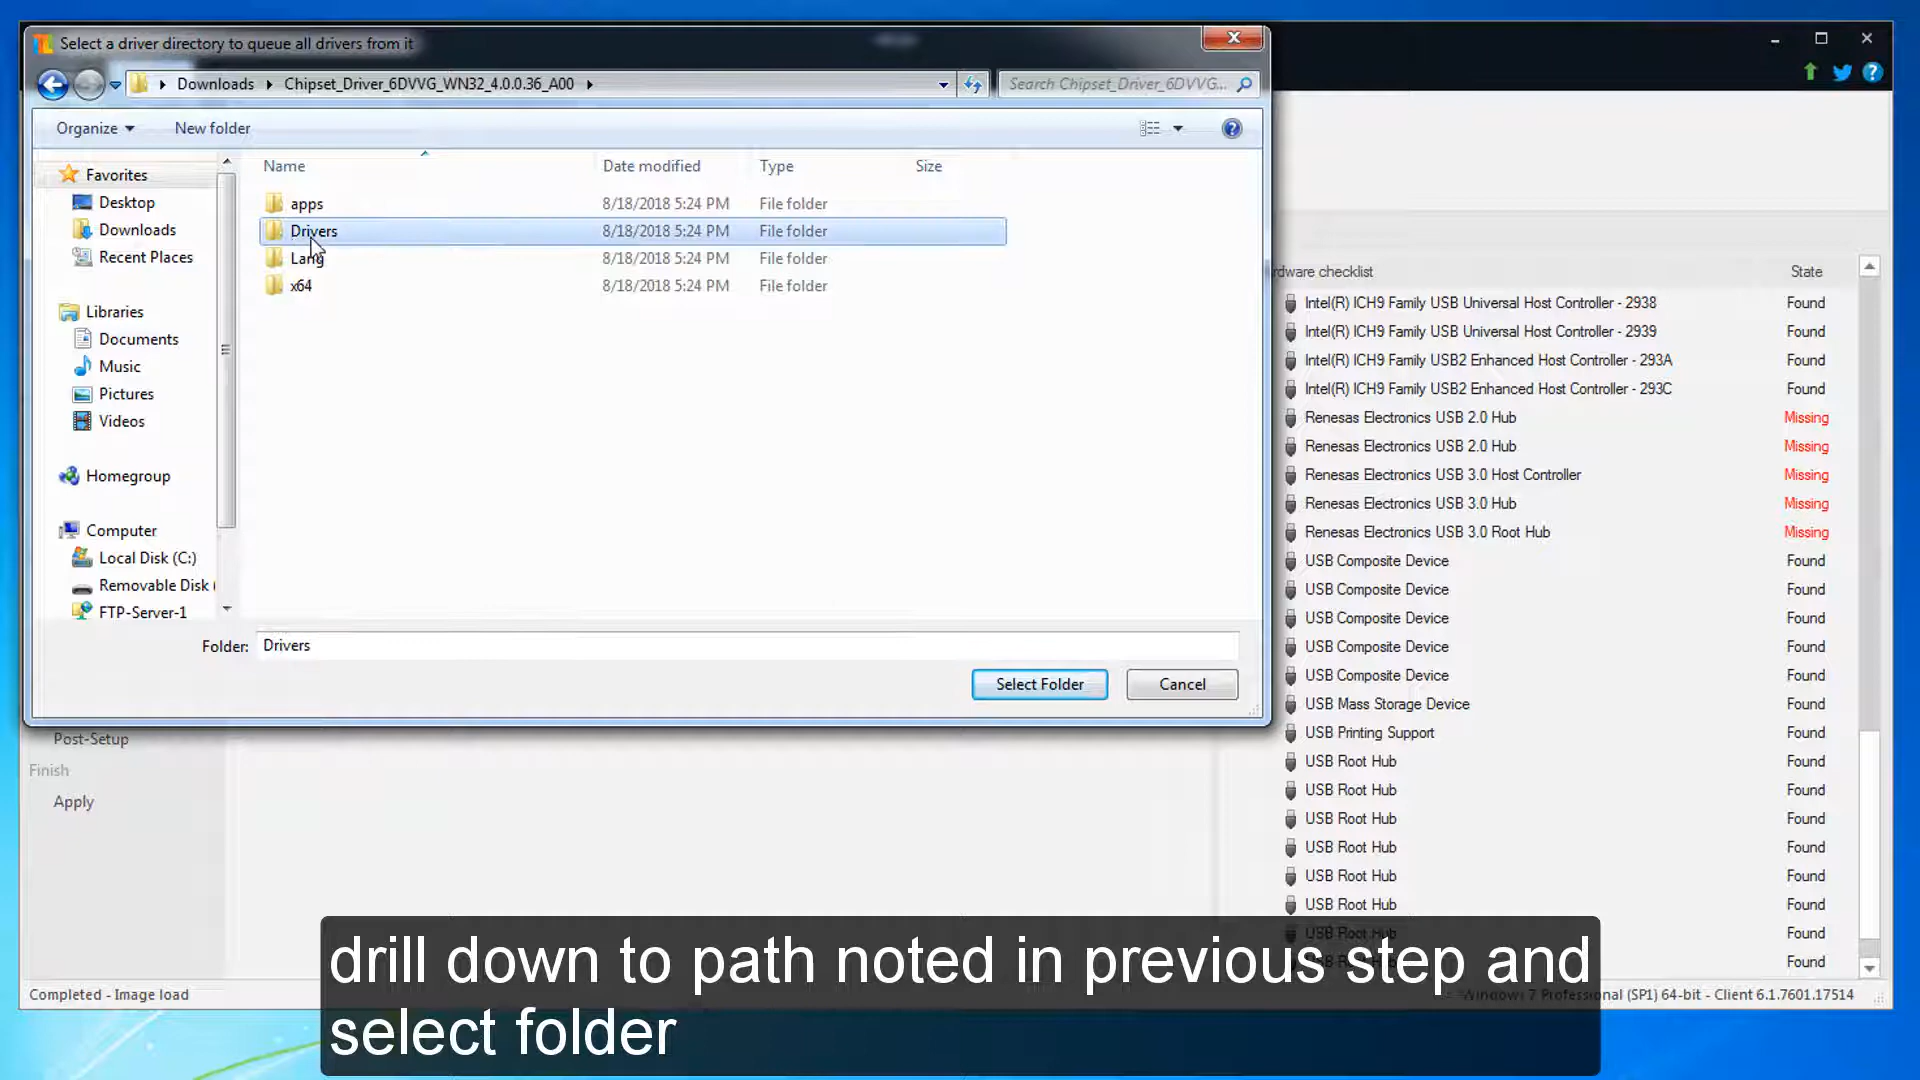 Select a driver directory to queue all drivers from it
Downloads
Chipset_Driver_6DVVG_WN32_4.0.0.36_A00
Search Chipset_Driver_6DVVG...
Organize
New folder
Name
Date modified
Type
Size
apps 8/18/2018 5:24 PM File folder
Drivers 8/18/2018 5:24 PM File folder
Lang 8/18/2018 5:24 PM File folder
x64 8/18/2018 5:24 PM File folder
Favorites
Desktop
Downloads
Recent Places
Libraries
Documents
Music
Pictures
Videos
Homegroup
Computer
Local Disk (C:)
Removable Disk (
FTP-Server-1
Folder: Drivers
Select Folder
Cancel
rdware checklist State
Intel(R) ICH9 Family USB Universal Host Controller - 2938 Found
Intel(R) ICH9 Family USB Universal Host Controller - 2939 Found
Intel(R) ICH9 Family USB2 Enhanced Host Controller - 293A Found
Intel(R) ICH9 Family USB2 Enhanced Host Controller - 293C Found
Renesas Electronics USB 2.0 Hub Missing
Renesas Electronics USB 2.0 Hub Missing
Renesas Electronics USB 3.0 Host Controller Missing
Renesas Electronics USB 3.0 Hub Missing
Renesas Electronics USB 3.0 Root Hub Missing
USB Composite Device Found
USB Composite Device Found
USB Composite Device Found
USB Composite Device Found
USB Composite Device Found
USB Mass Storage Device Found
USB Printing Support Found
USB Root Hub Found
USB Root Hub Found
USB Root Hub Found
USB Root Hub Found
USB Root Hub Found
USB Root Hub Found
USB Root Hub Found
Found
Post-Setup
Finish
Apply
Completed - Image load
Windows 7 Professional (SP1) 64-bit - Client 6.1.7601.17514
drill down to path noted in previous step and
select folder